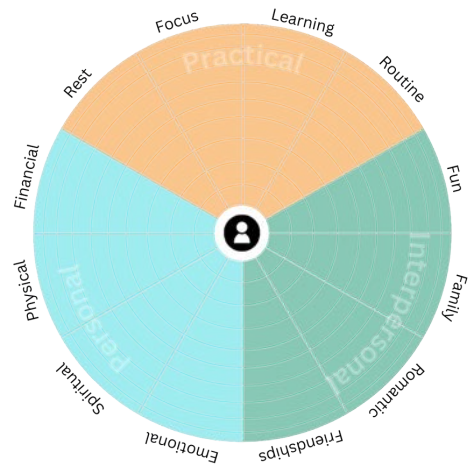 Focus
Learning
Routine
Fun
Family
Romantic
Friendships
Emotional
Spiritual
Physical
Financial
Rest
Practical
Interpersonal
Personal